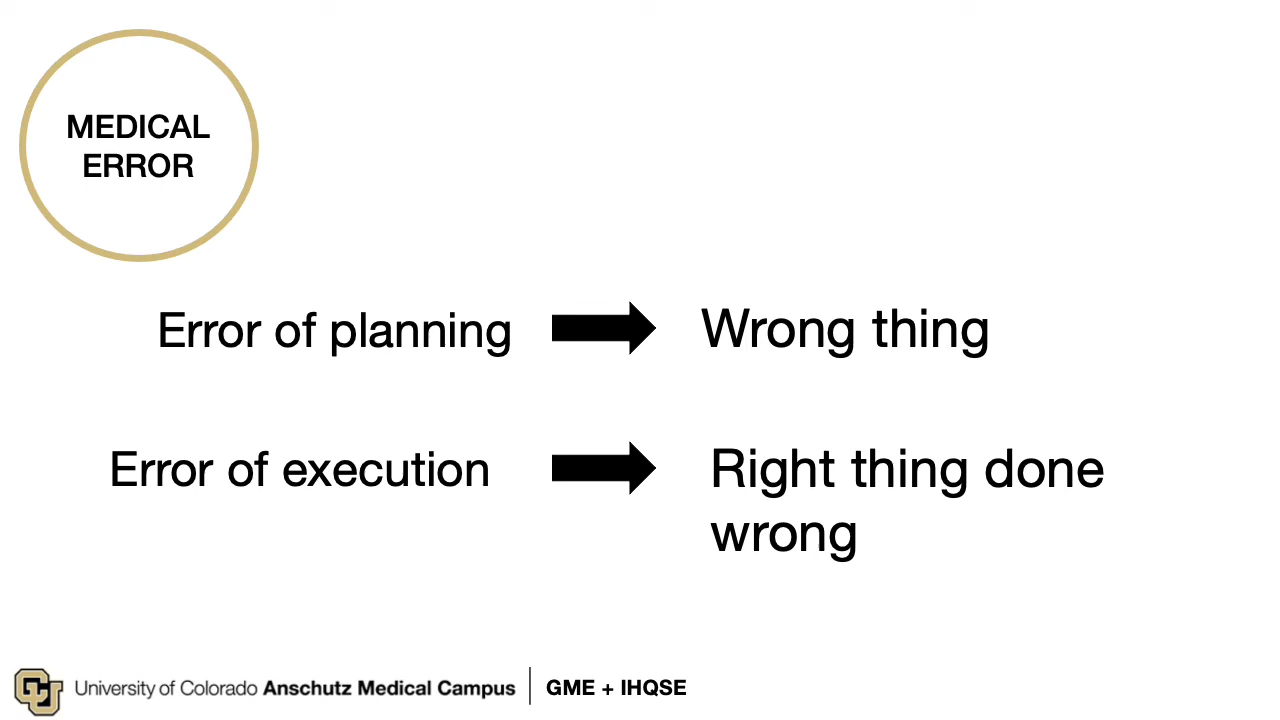 MEDICAL
ERROR
Error of planning
Wrong thing
Error of execution
Right thing done
wrong
CU University of Colorado Anschutz Medical Campus
GME + IHQSE